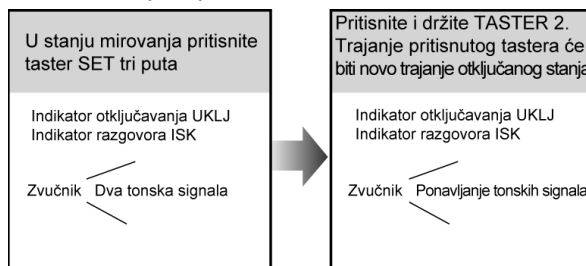 U stanju mirovanja pritisnite
taster SET tri puta
Indikator otključavanja UKLJ
Indikator razgovora ISK
Zvučnik Dva tonska signala
Pritisnite i držite TASTER 2.
Trajanje pritisnutog tastera će
biti novo trajanje otključanog stanja
Indikator otključavanja UKLJ
Indikator razgovora ISK
Zvučnik Ponavljanje tonskih signala